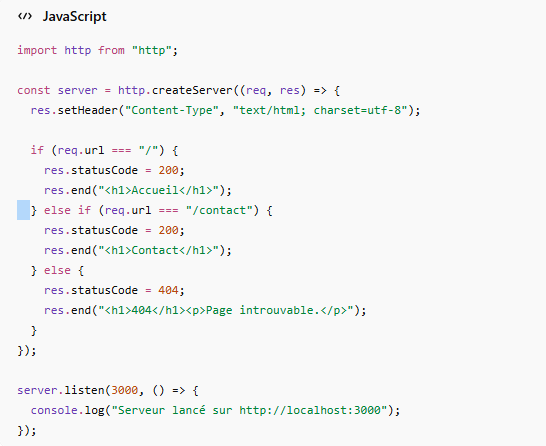 </> JavaScript
import http from "http";

const server = http.createServer((req, res) => {
  res.setHeader("Content-Type", "text/html; charset=utf-8");

  if (req.url === "/") {
    res.statusCode = 200;
    res.end("<h1>Accueil</h1>");
  } else if (req.url === "/contact") {
    res.statusCode = 200;
    res.end("<h1>Contact</h1>");
  } else {
    res.statusCode = 404;
    res.end("<h1>404</h1><p>Page introuvable.</p>");
  }
});

server.listen(3000, () => {
  console.log("Serveur lancé sur http://localhost:3000");
});